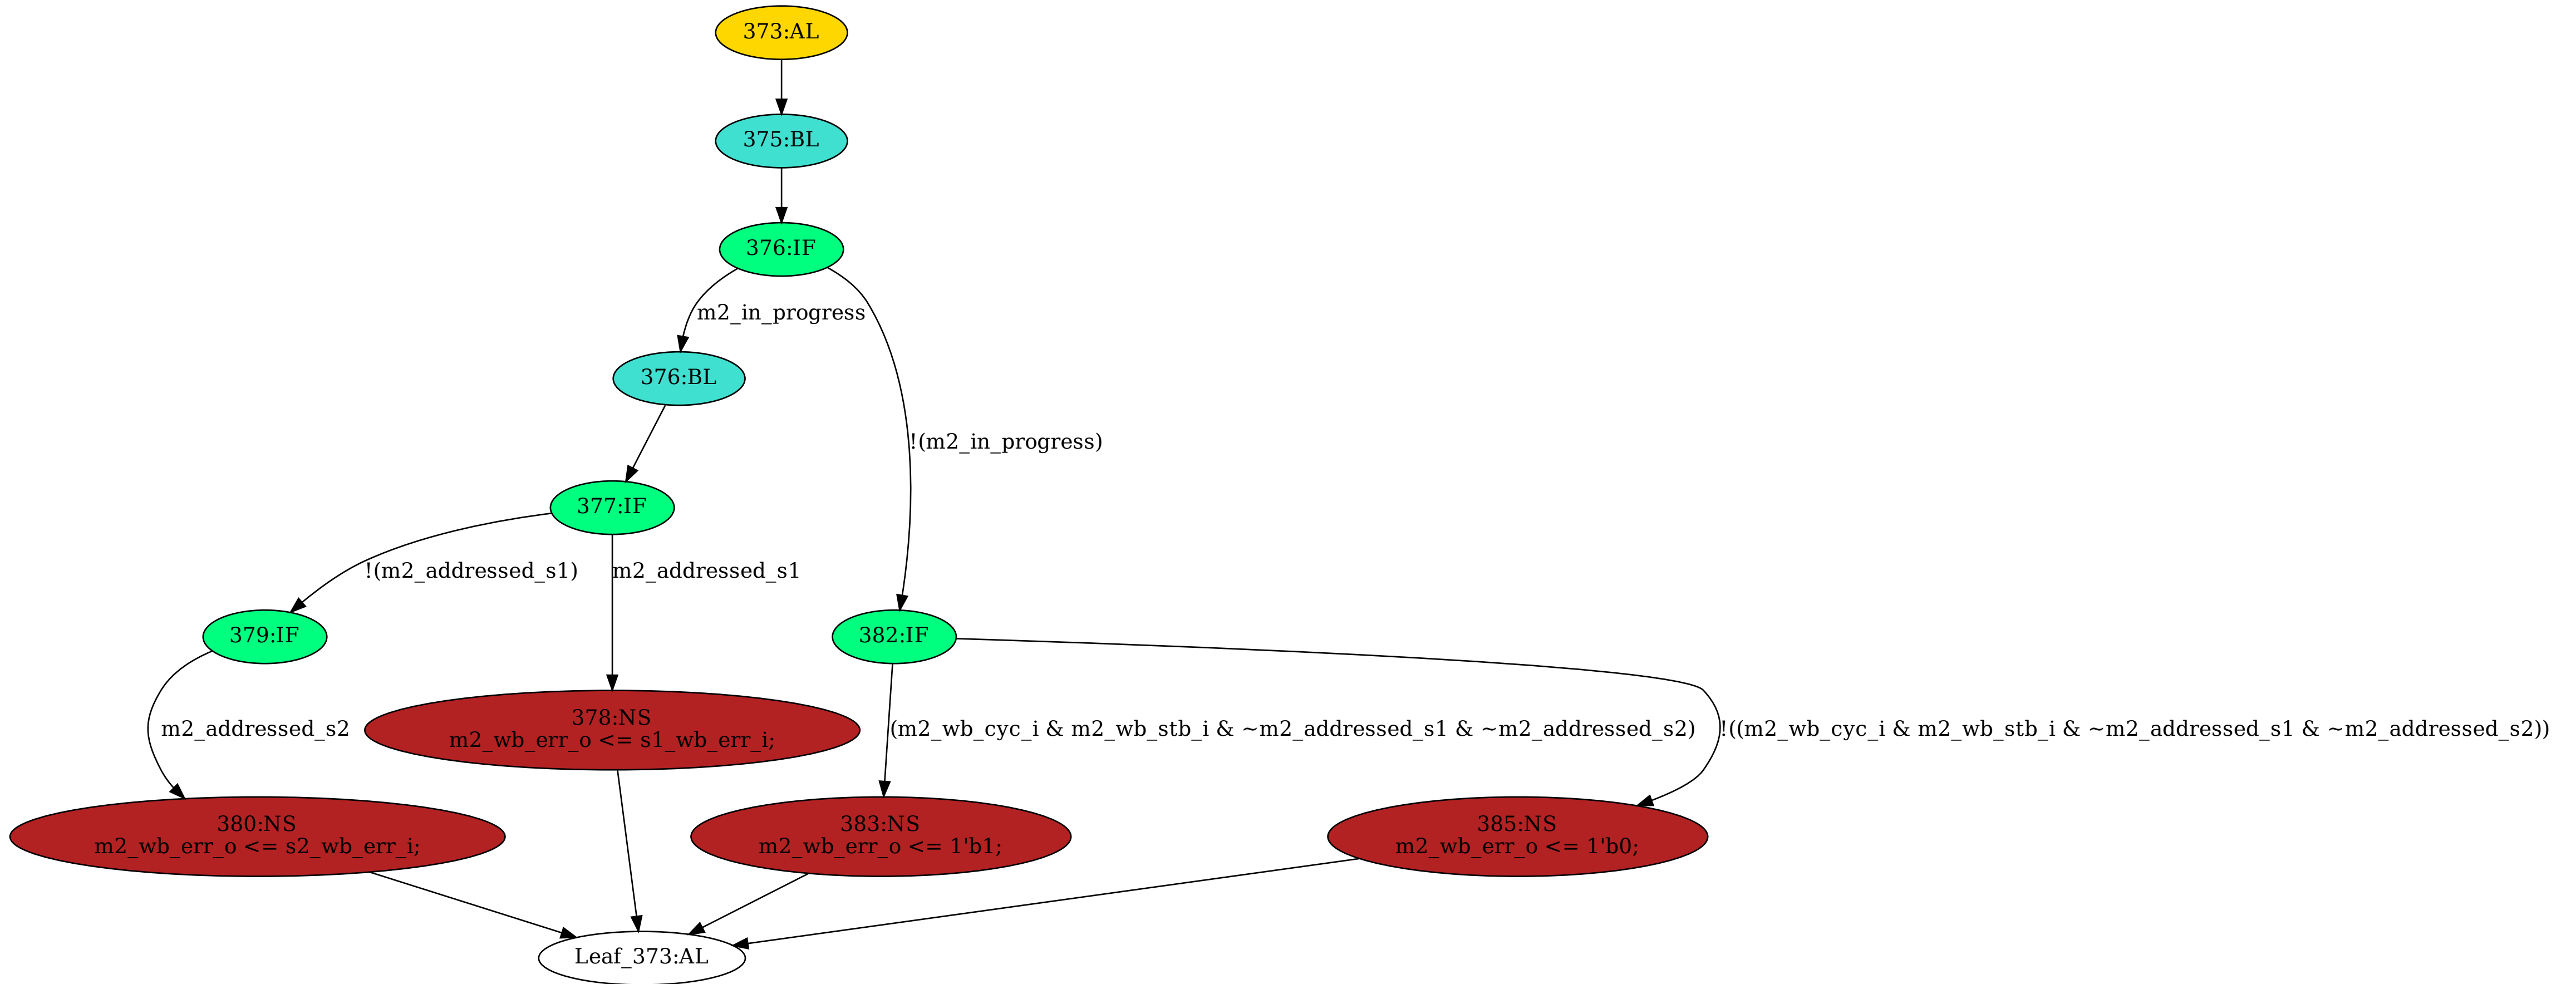 373:AL
375:BL
376:IF
m2_in_progress
376:BL
!(m2_in_progress)
377:IF
!(m2_addressed_s1)
m2_addressed_s1
379:IF
382:IF
m2_addressed_s2
378:NS
m2_wb_err_o <= s1_wb_err_i;
(m2_wb_cyc_i & m2_wb_stb_i & ~m2_addressed_s1 & ~m2_addressed_s2)
!((m2_wb_cyc_i & m2_wb_stb_i & ~m2_addressed_s1 & ~m2_addressed_s2))
380:NS
m2_wb_err_o <= s2_wb_err_i;
383:NS
m2_wb_err_o <= 1'b1;
385:NS
m2_wb_err_o <= 1'b0;
Leaf_373:AL